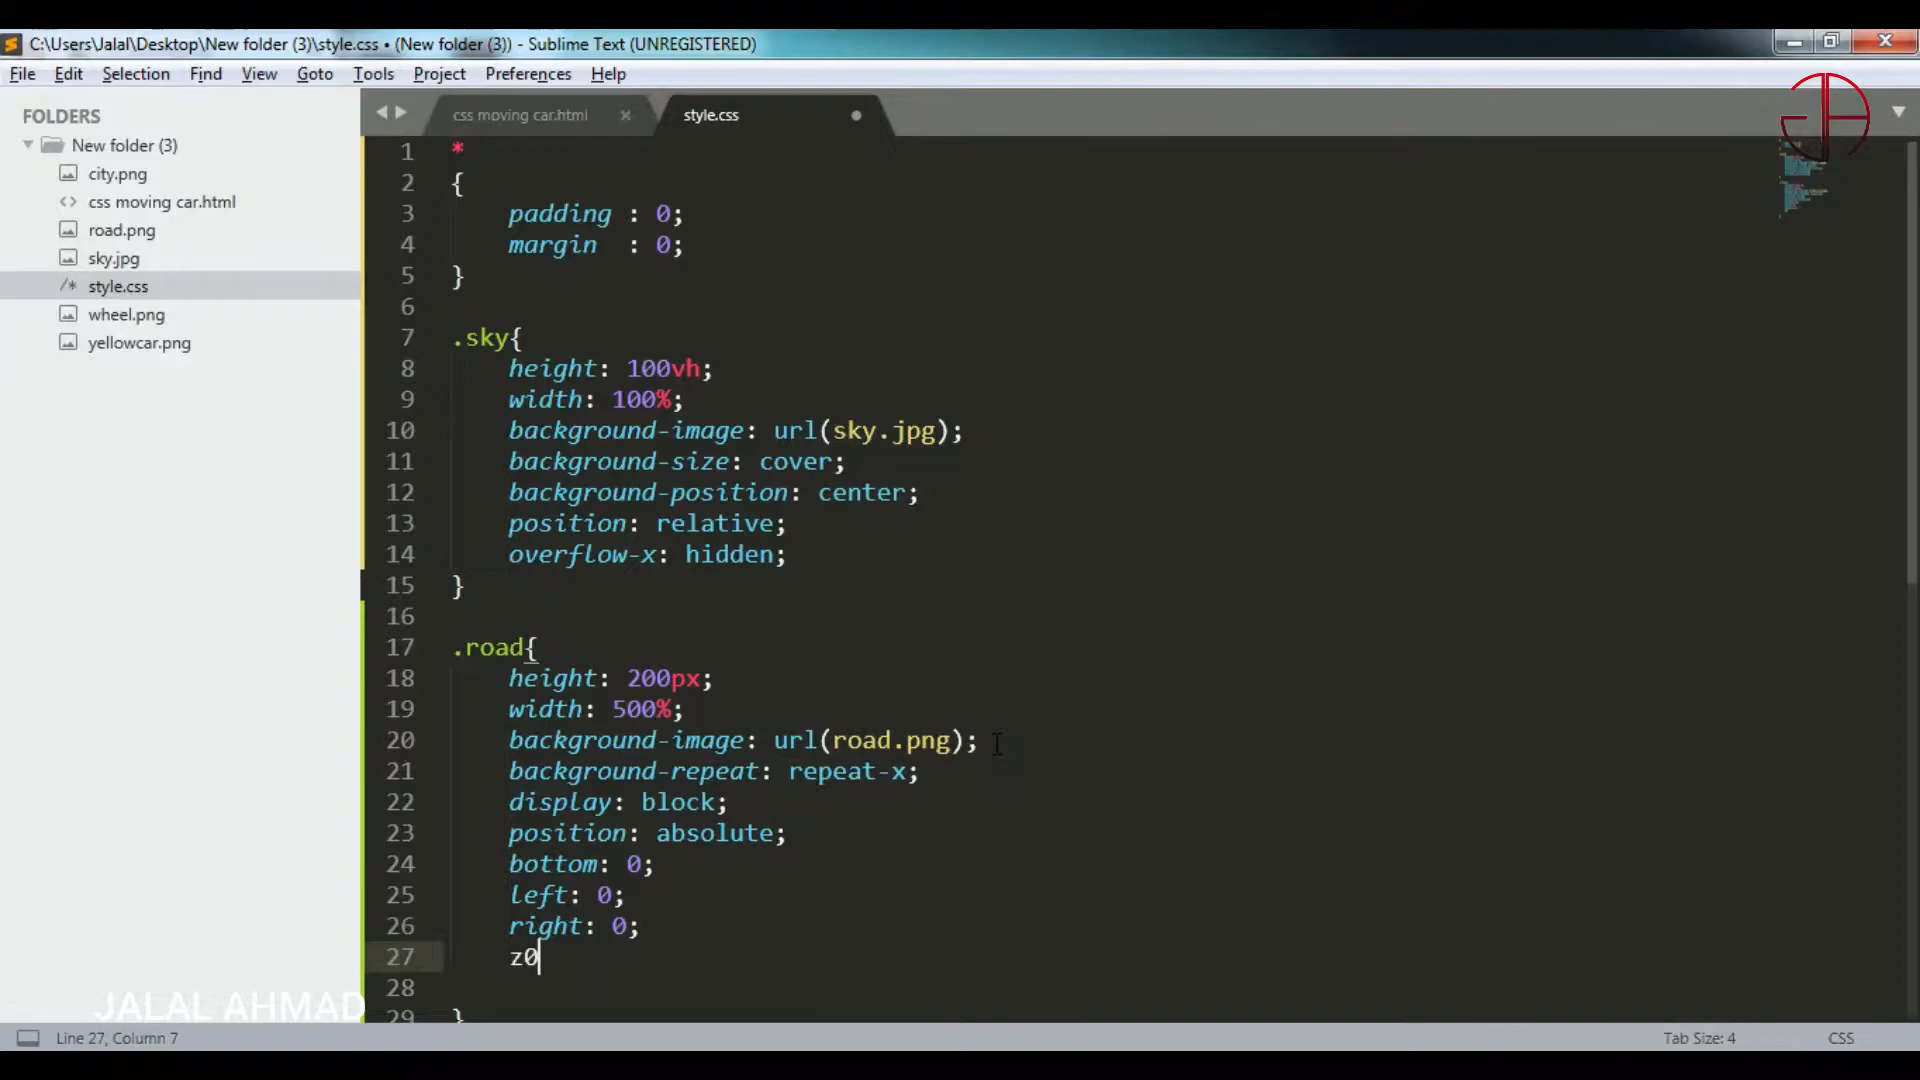 C:\Users\Jalal\Desktop\New folder (3)\style.css • (New folder (3)) - Sublime Text (UNREGISTERED)
File Edit Selection Find View Goto Tools Project Preferences Help
FOLDERS
New folder (3)
city.png
css moving car.html
road.png
sky.jpg
style.css
wheel.png
yellowcar.png
css moving car.html
style.css
1 *
2 {
3 padding : 0;
4 margin : 0;
5 }
6
7 .sky{
8 height: 100vh;
9 width: 100%;
10 background-image: url(sky.jpg);
11 background-size: cover;
12 background-position: center;
13 position: relative;
14 overflow-x: hidden;
15 }
16
17 .road{
18 height: 200px;
19 width: 500%;
20 background-image: url(road.png);
21 background-repeat: repeat-x;
22 display: block;
23 position: absolute;
24 bottom: 0;
25 left: 0;
26 right: 0;
27 z0
28
29 }
JALAL AHMAD
Line 27, Column 7
Tab Size: 4
CSS